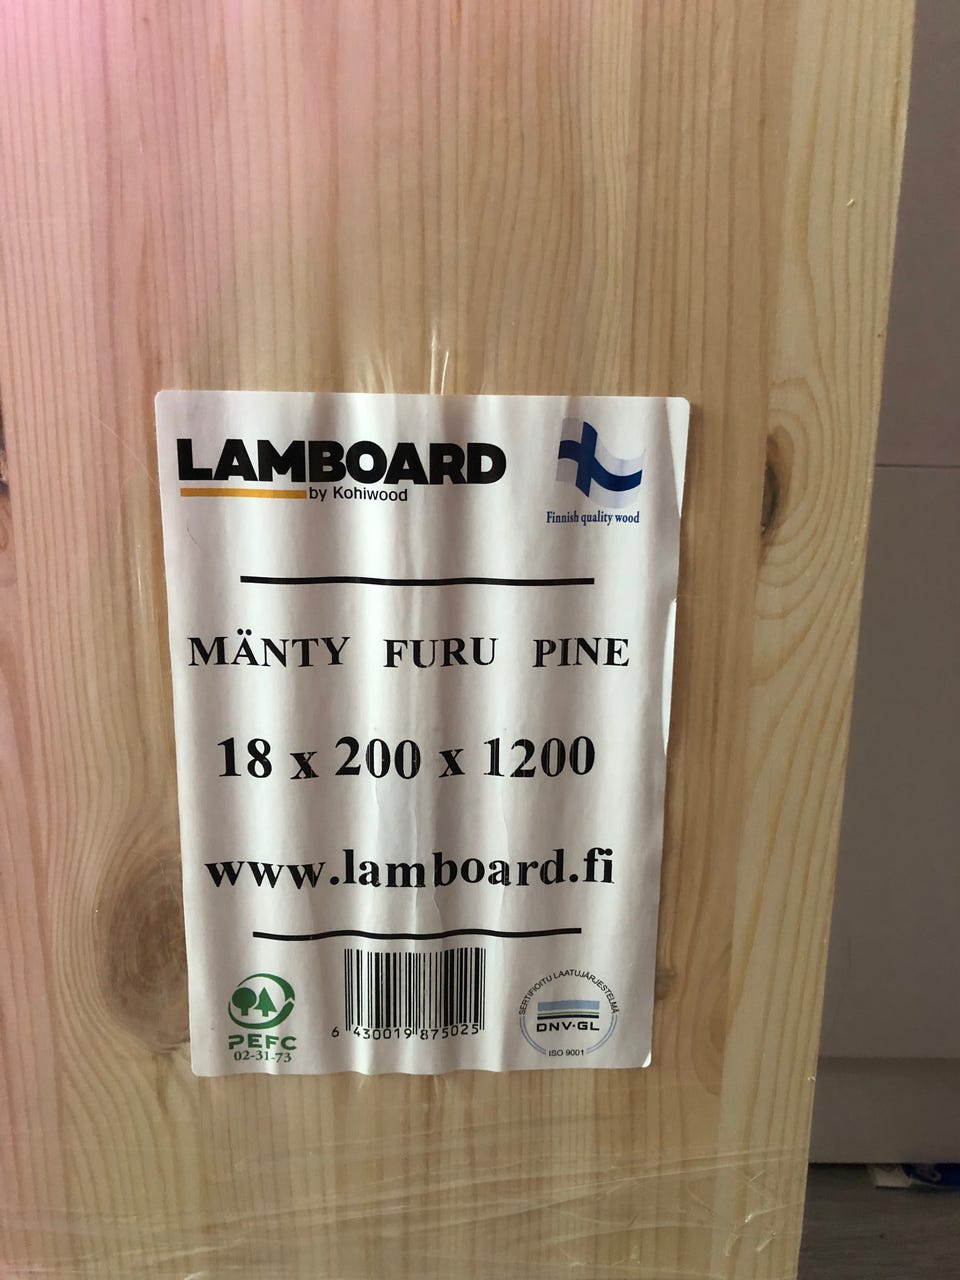 LAMBOARD
by Kohiwood
Finnish quality wood
MÄNTY FURU PINE
18 x 200 x 1200
www.lamboard.fi
PEFC
02-31-73
6 430019 875025
SERTIFIOITU LAATUJÄRJESTELMÄ
DNV·GL
ISO 9001